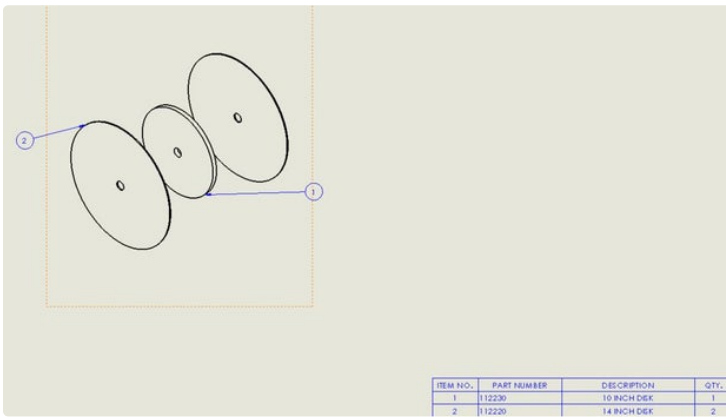 2
1
ITEM NO. PART NUMBER DESCRIPTION QTY.
1 112230 10 INCH DISK 1
2 112220 14 INCH DISK 2